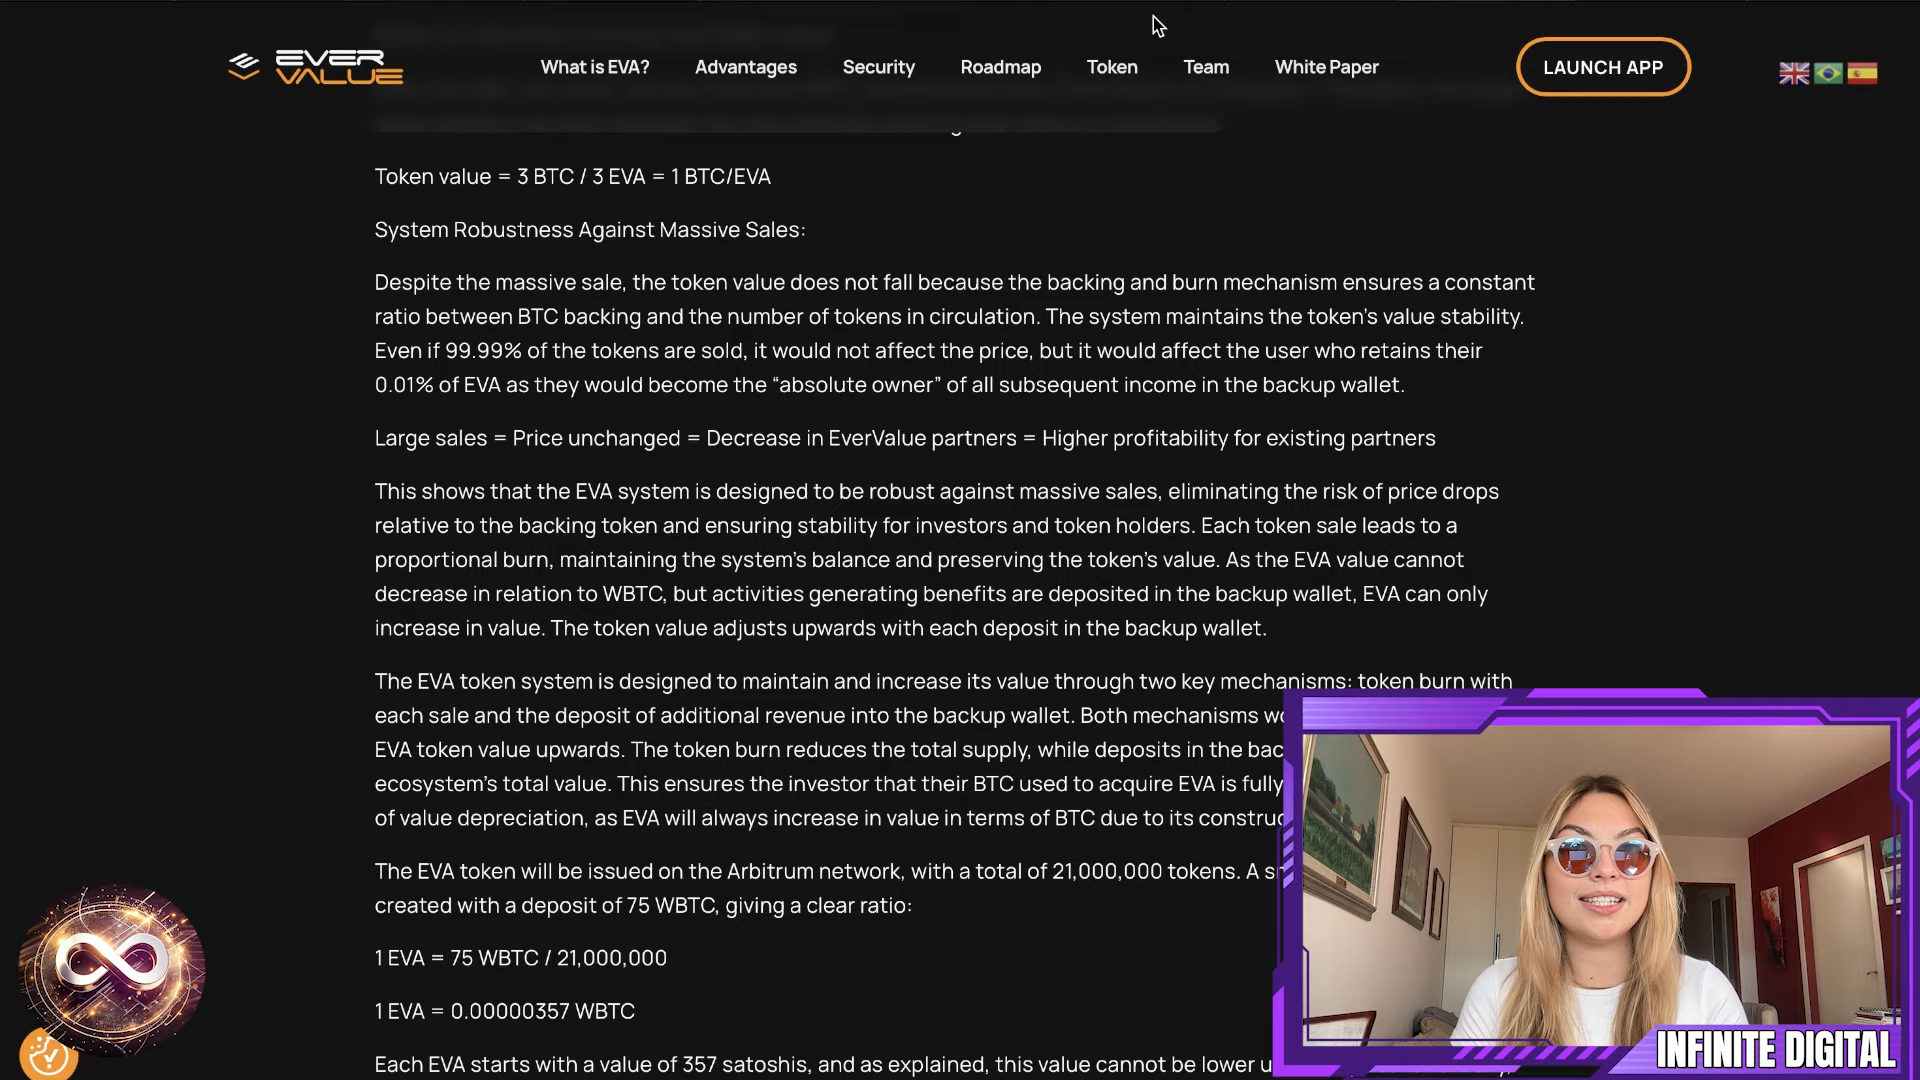 EVER
VALUE
What is EVA?
Advantages
Security
Roadmap
Token
Team
White Paper
LAUNCH APP
Token value = 3 BTC / 3 EVA = 1 BTC/EVA
System Robustness Against Massive Sales:
Despite the massive sale, the token value does not fall because the backing and burn mechanism ensures a constant
ratio between BTC backing and the number of tokens in circulation. The system maintains the token’s value stability.
Even if 99.99% of the tokens are sold, it would not affect the price, but it would affect the user who retains their
0.01% of EVA as they would become the “absolute owner” of all subsequent income in the backup wallet.
Large sales = Price unchanged = Decrease in EverValue partners = Higher profitability for existing partners
This shows that the EVA system is designed to be robust against massive sales, eliminating the risk of price drops
relative to the backing token and ensuring stability for investors and token holders. Each token sale leads to a
proportional burn, maintaining the system’s balance and preserving the token’s value. As the EVA value cannot
decrease in relation to WBTC, but activities generating benefits are deposited in the backup wallet, EVA can only
increase in value. The token value adjusts upwards with each deposit in the backup wallet.
The EVA token system is designed to maintain and increase its value through two key mechanisms: token burn with
each sale and the deposit of additional revenue into the backup wallet. Both mechanisms
EVA token value upwards. The token burn reduces the total supply, while deposits in the
ecosystem’s total value. This ensures the investor that their BTC used to acquire EVA is fully
of value depreciation, as EVA will always increase in value in terms of BTC due to its
The EVA token will be issued on the Arbitrum network, with a total of 21,000,000 tokens. A
created with a deposit of 75 WBTC, giving a clear ratio:
1 EVA = 75 WBTC / 21,000,000
1 EVA = 0.00000357 WBTC
Each EVA starts with a value of 357 satoshis, and as explained, this value cannot be lower
INFINITE DIGITAL